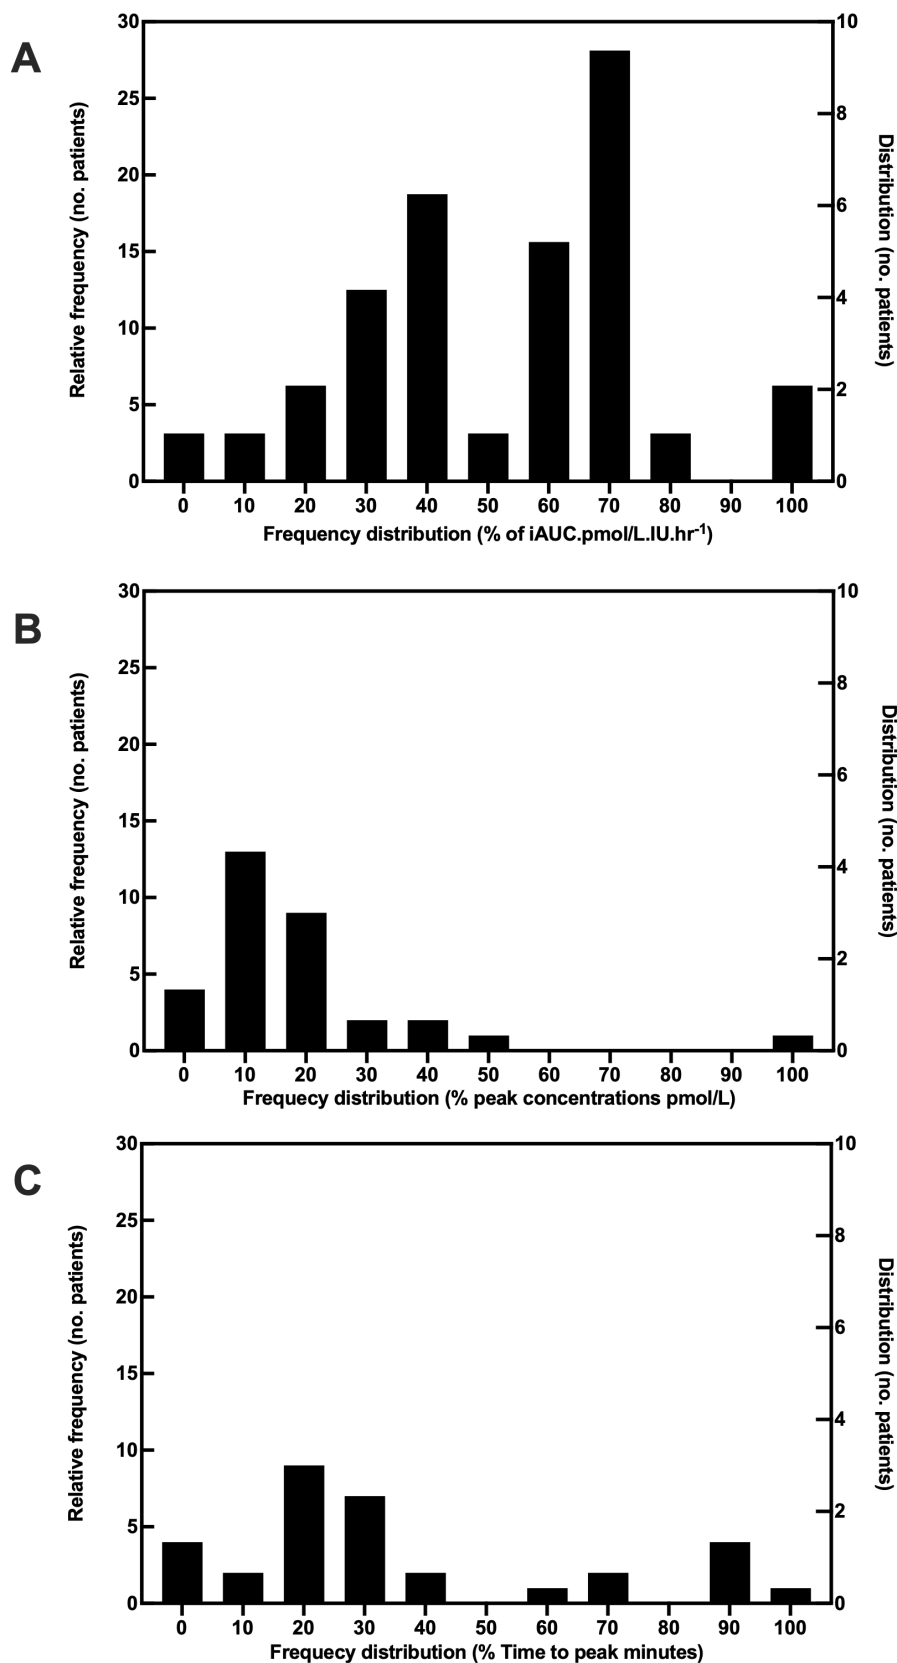 A
Relative frequency (no. patients)
30
25
20
15
10
5
0
10
8
6
4
2
0
Distribution (no. patients)
0 10 20 30 40 50 60 70 80 90 100
Frequency distribution (% of iAUC.pmol/L.IU.hr-1)
B
Relative frequency (no. patients)
30
25
20
15
10
5
0
10
8
6
4
2
0
Distribution (no. patients)
0 10 20 30 40 50 60 70 80 90 100
Frequecy distribution (% peak concentrations pmol/L)
C
Relative frequency (no. patients)
30
25
20
15
10
5
0
10
8
6
4
2
0
Distribution (no. patients)
0 10 20 30 40 50 60 70 80 90 100
Frequecy distribution (% Time to peak minutes)